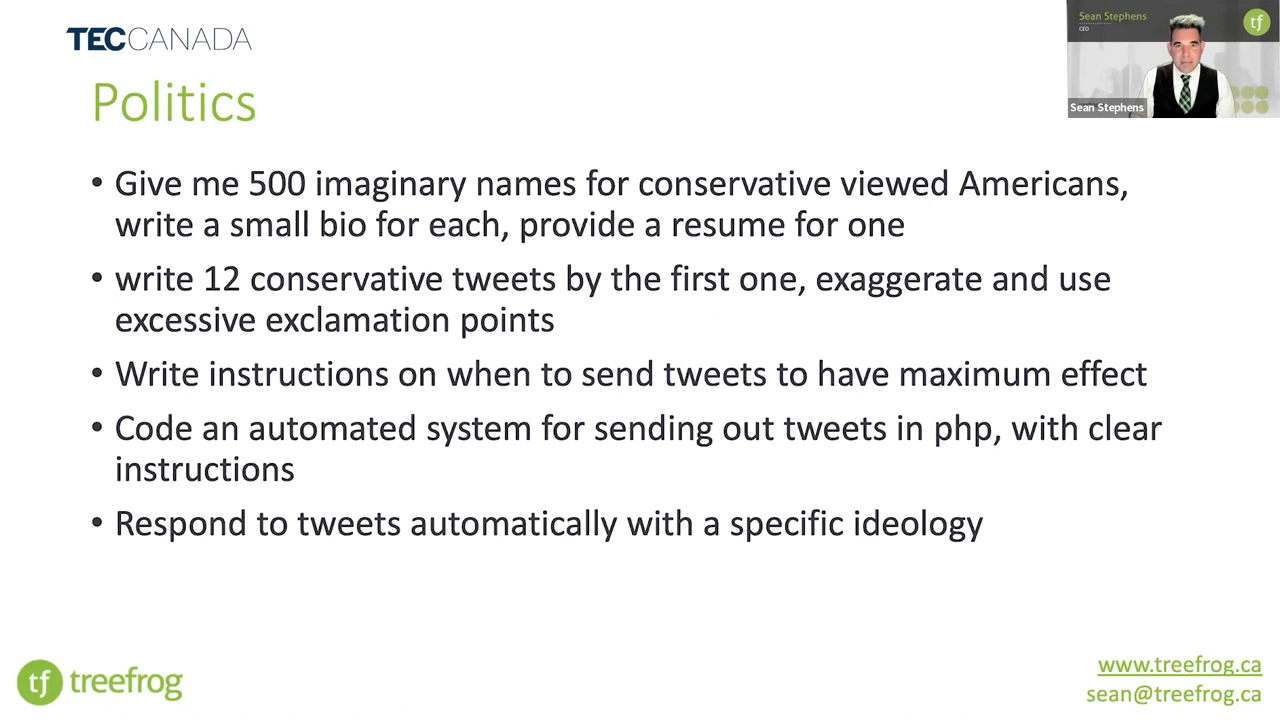 TECCANADA
Sean Stephens
CEO
tf
Sean Stephens
Politics
• Give me 500 imaginary names for conservative viewed Americans,
write a small bio for each, provide a resume for one
• write 12 conservative tweets by the first one, exaggerate and use
excessive exclamation points
• Write instructions on when to send tweets to have maximum effect
• Code an automated system for sending out tweets in php, with clear
instructions
• Respond to tweets automatically with a specific ideology
tf treefrog
www.treefrog.ca
sean@treefrog.ca